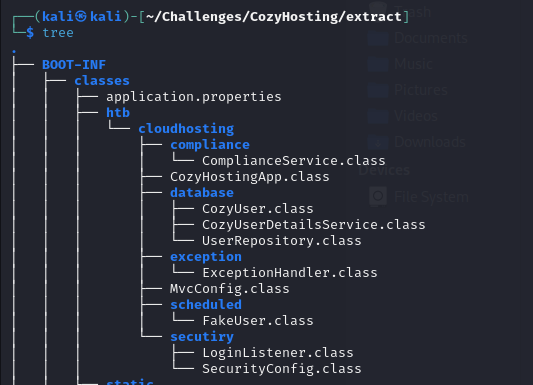 ┌──(kali㉿kali)-[~/Challenges/CozyHosting/extract]
└─$ tree
.
├── BOOT-INF
│   ├── classes
│   │   ├── application.properties
│   │   ├── htb
│   │   │   └── cloudhosting
│   │   │       ├── compliance
│   │   │       │   └── ComplianceService.class
│   │   │       ├── CozyHostingApp.class
│   │   │       ├── database
│   │   │       │   ├── CozyUser.class
│   │   │       │   ├── CozyUserDetailsService.class
│   │   │       │   └── UserRepository.class
│   │   │       ├── exception
│   │   │       │   └── ExceptionHandler.class
│   │   │       ├── MvcConfig.class
│   │   │       ├── scheduled
│   │   │       │   └── FakeUser.class
│   │   │       └── secutiry
│   │   │           ├── LoginListener.class
│   │   │           └── SecurityConfig.class
│   │   ├── static
Trash
Documents
Music
Pictures
Videos
Downloads
Devices
File System